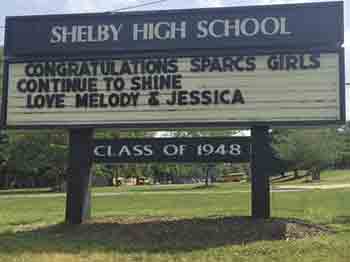 SHELBY HIGH SCHOOL
CONGRATULATIONS SPARCS GIRLS
CONTINUE TO SHINE
LOVE MELODY & JESSICA
CLASS OF 1948